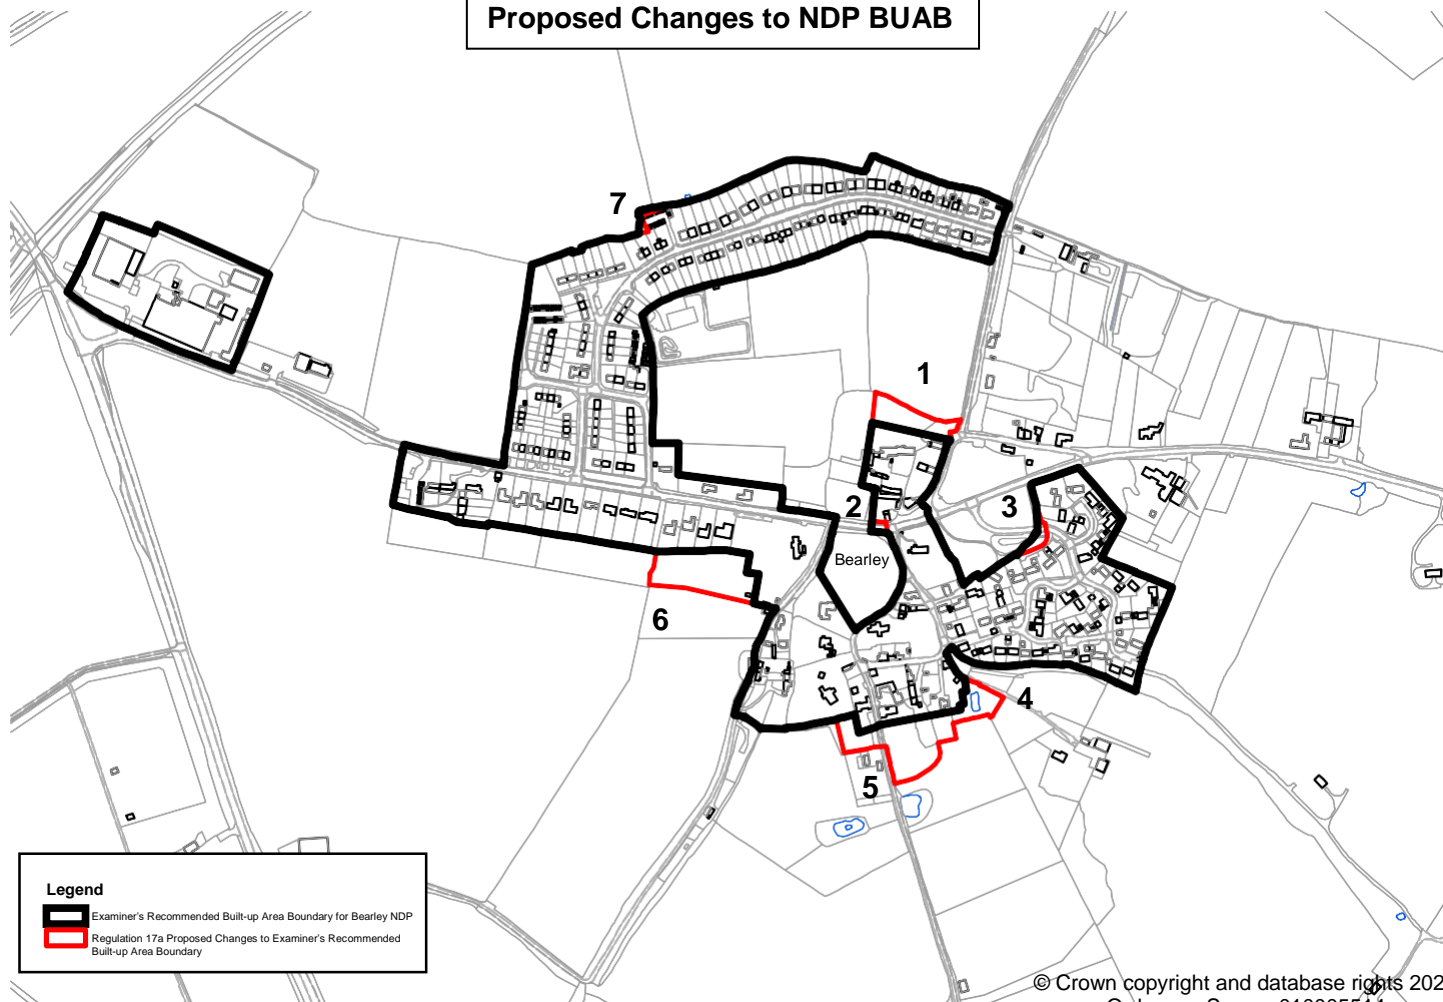 Proposed Changes to NDP BUAB
7
1
2
3
Bearley
6
4
5
Legend
Examiner's Recommended Built-up Area Boundary for Bearley NDP
Regulation 17a Proposed Changes to Examiner's Recommended
Built-up Area Boundary
© Crown copyright and database rights 202